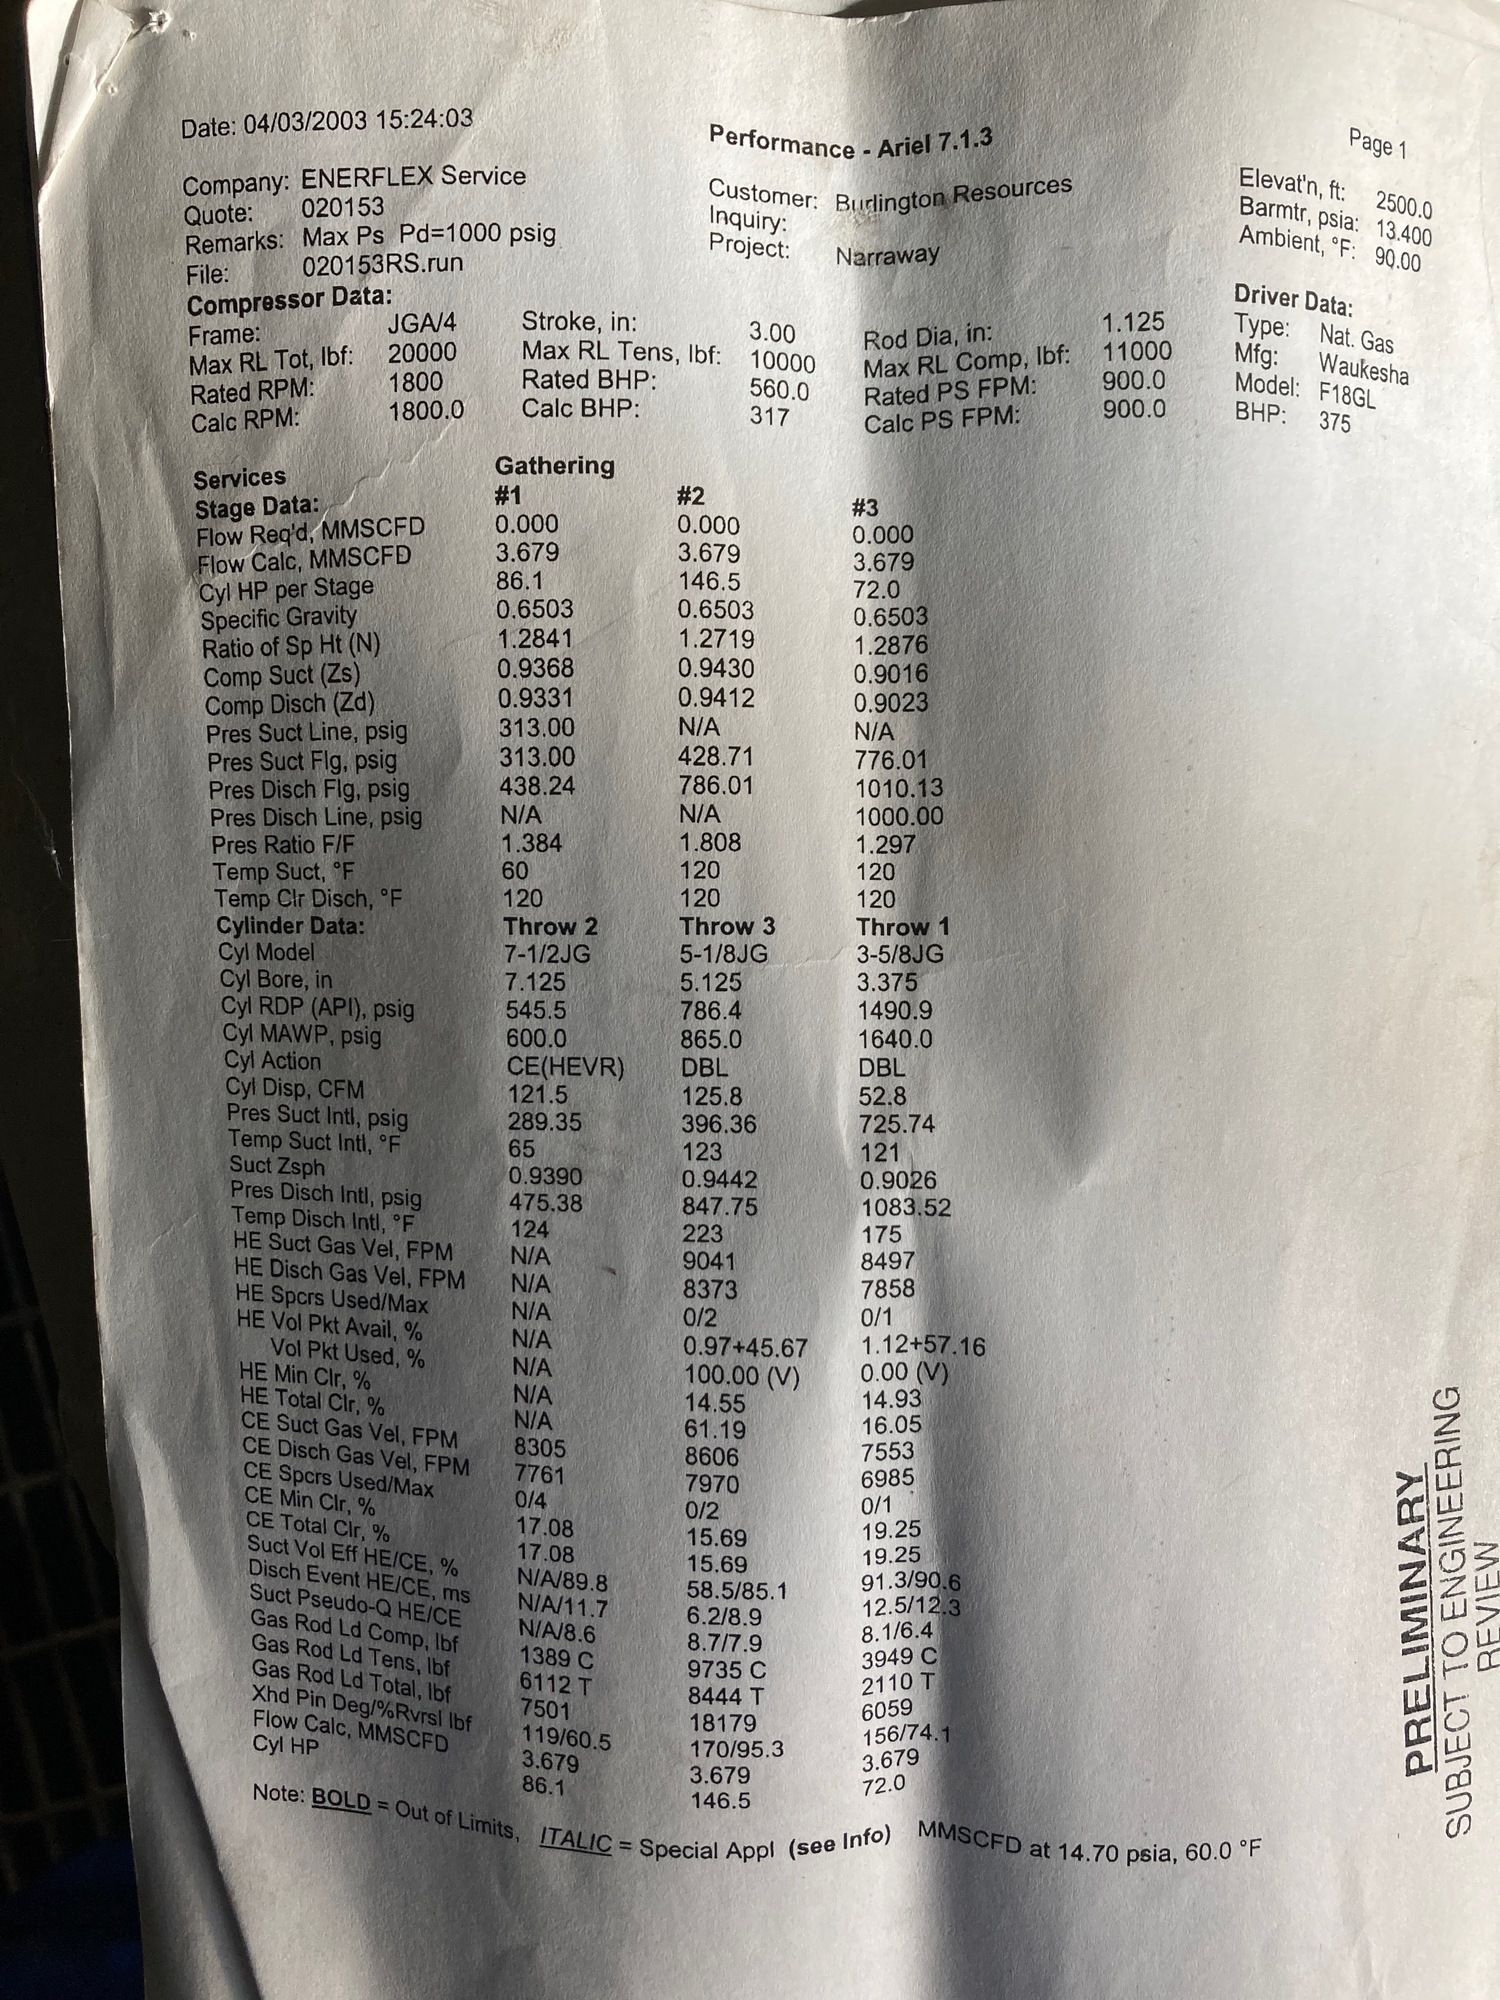 Date: 04/03/2003 15:24:03
Performance - Ariel 7.1.3
Page 1
Company: ENERFLEX Service Customer: Burlington Resources Elevat'n, ft: 2500.0
Quote: 020153 Inquiry: Barmtr, psia: 13.400
Remarks: Max Ps Pd=1000 psig Project: Narraway Ambient, °F: 90.00
File: 020153RS.run
Compressor Data: Driver Data:
Frame: JGA/4 Stroke, in: 3.00 Rod Dia, in: 1.125 Type: Nat. Gas
Max RL Tot, lbf: 20000 Max RL Tens, lbf: 10000 Max RL Comp, lbf: 11000 Mfg: Waukesha
Rated RPM: 1800 Rated BHP: 560.0 Rated PS FPM: 900.0 Model: F18GL
Calc RPM: 1800.0 Calc BHP: 317 Calc PS FPM: 900.0 BHP: 375
Services Gathering
Stage Data: #1 #2 #3
Flow Req'd, MMSCFD 0.000 0.000 0.000
Flow Calc, MMSCFD 3.679 3.679 3.679
Cyl HP per Stage 86.1 146.5 72.0
Specific Gravity 0.6503 0.6503 0.6503
Ratio of Sp Ht (N) 1.2841 1.2719 1.2876
Comp Suct (Zs) 0.9368 0.9430 0.9016
Comp Disch (Zd) 0.9331 0.9412 0.9023
Pres Suct Line, psig 313.00 N/A N/A
Pres Suct Flg, psig 313.00 428.71 776.01
Pres Disch Flg, psig 438.24 786.01 1010.13
Pres Disch Line, psig N/A N/A 1000.00
Pres Ratio F/F 1.384 1.808 1.297
Temp Suct, °F 60 120 120
Temp Clr Disch, °F 120 120 120
Cylinder Data: Throw 2 Throw 3 Throw 1
Cyl Model 7-1/2JG 5-1/8JG 3-5/8JG
Cyl Bore, in 7.125 5.125 3.375
Cyl RDP (API), psig 545.5 786.4 1490.9
Cyl MAWP, psig 600.0 865.0 1640.0
Cyl Action CE(HEVR) DBL DBL
Cyl Disp, CFM 121.5 125.8 52.8
Pres Suct Intl, psig 289.35 396.36 725.74
Temp Suct Intl, °F 65 123 121
Suct Zsph 0.9390 0.9442 0.9026
Pres Disch Intl, psig 475.38 847.75 1083.52
Temp Disch Intl, °F 124 223 175
HE Suct Gas Vel, FPM N/A 9041 8497
HE Disch Gas Vel, FPM N/A 8373 7858
HE Spcrs Used/Max N/A 0/2 0/1
HE Vol Pkt Avail, % N/A 0.97+45.67 1.12+57.16
Vol Pkt Used, % N/A 100.00 (V) 0.00 (V)
HE Min Clr, % N/A 14.55 14.93
HE Total Clr, % N/A 61.19 16.05
CE Suct Gas Vel, FPM 8305 8606 7553
CE Disch Gas Vel, FPM 7761 7970 6985
CE Spcrs Used/Max 0/4 0/2 0/1
CE Min Clr, % 17.08 15.69 19.25
CE Total Clr, % 17.08 15.69 19.25
Suct Vol Eff HE/CE, % N/A/89.8 58.5/85.1 91.3/90.6
Disch Event HE/CE, ms N/A/11.7 6.2/8.9 12.5/12.3
Suct Pseudo-Q HE/CE N/A/8.6 8.7/7.9 8.1/6.4
Gas Rod Ld Comp, lbf 1389 C 9735 C 3949 C
Gas Rod Ld Tens, lbf 6112 T 8444 T 2110 T
Gas Rod Ld Total, lbf 7501 18179 6059
Xhd Pin Deg/%Rvrsl lbf 119/60.5 170/95.3 156/74.1
Flow Calc, MMSCFD 3.679 3.679 3.679
Cyl HP 86.1 146.5 72.0
Note: BOLD = Out of Limits, ITALIC = Special Appl (see Info) MMSCFD at 14.70 psia, 60.0 °F
PRELIMINARY
SUBJECT TO ENGINEERING
REVIEW